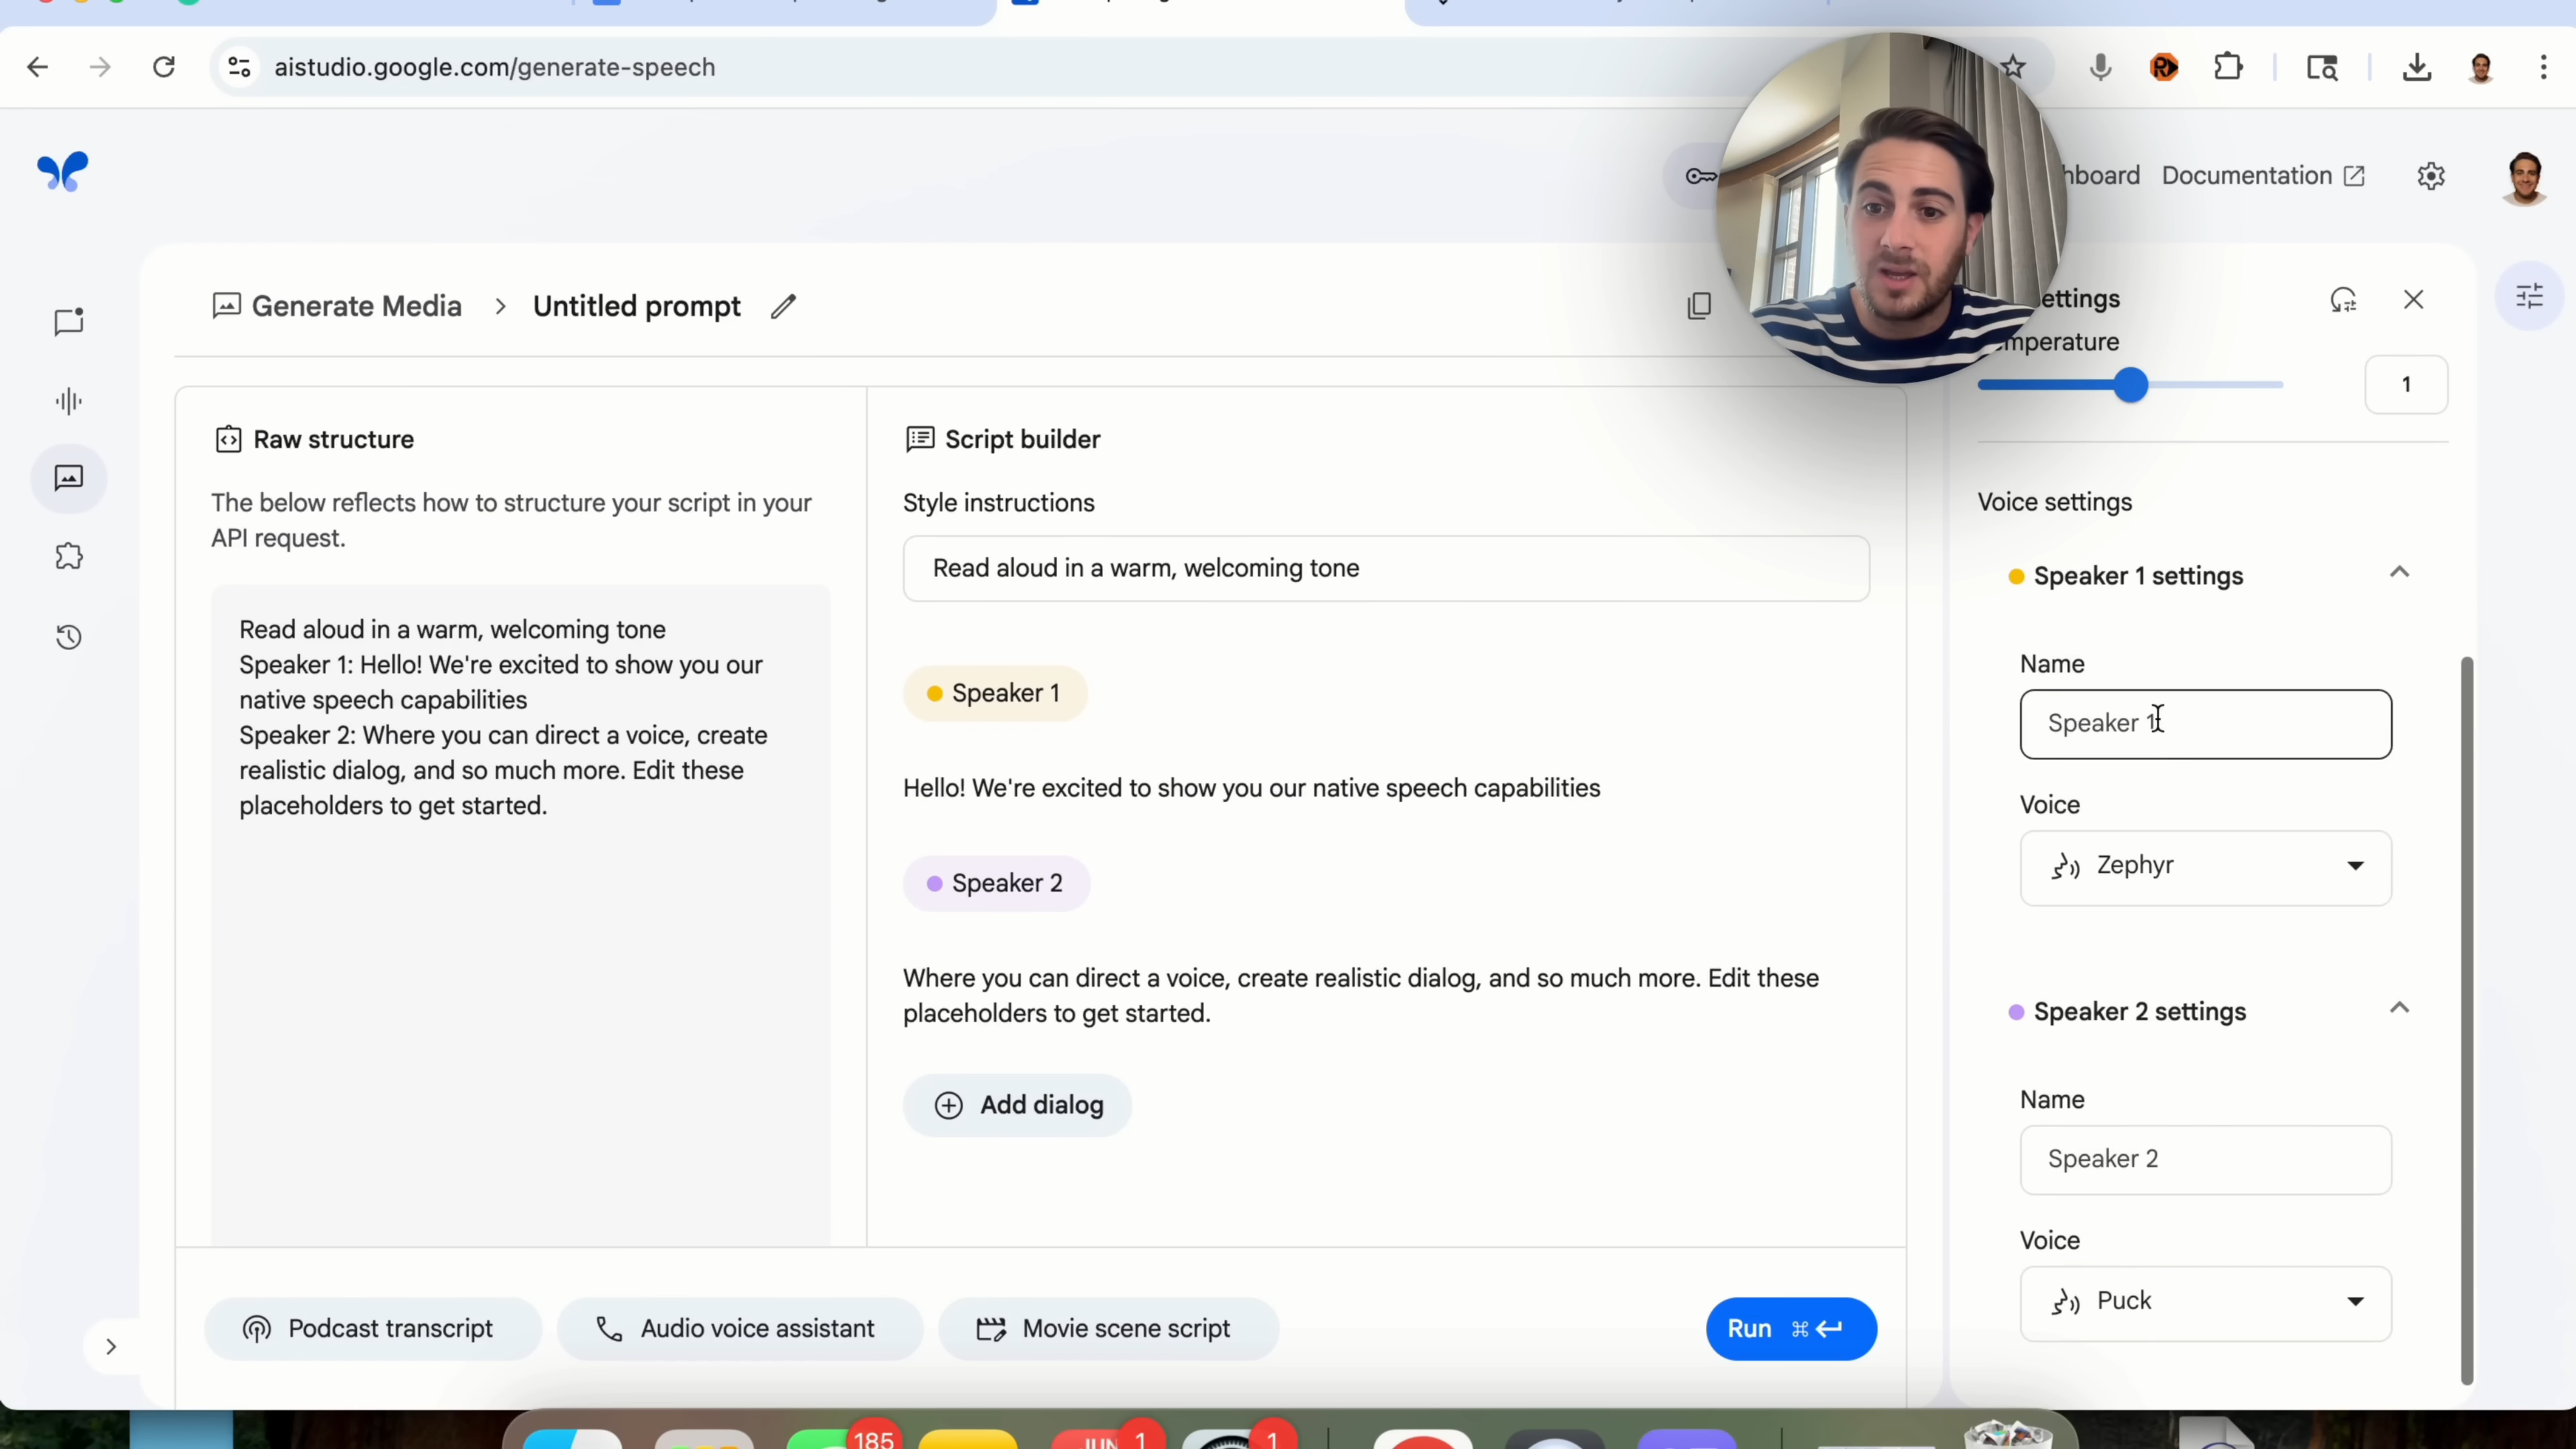 aistudio.google.com/generate-speech
Documentation
Generate Media > Untitled prompt
Temperature
1
Raw structure
The below reflects how to structure your script in your
API request.
Read aloud in a warm, welcoming tone
Speaker 1: Hello! We're excited to show you our
native speech capabilities
Speaker 2: Where you can direct a voice, create
realistic dialog, and so much more. Edit these
placeholders to get started.
Script builder
Style instructions
Read aloud in a warm, welcoming tone
Speaker 1
Hello! We're excited to show you our native speech capabilities
Speaker 2
Where you can direct a voice, create realistic dialog, and so much more. Edit these
placeholders to get started.
Add dialog
Voice settings
Speaker 1 settings
Name
Speaker 1
Voice
Zephyr
Speaker 2 settings
Name
Speaker 2
Voice
Puck
Podcast transcript
Audio voice assistant
Movie scene script
Run ⌘
185
JUN
1
1